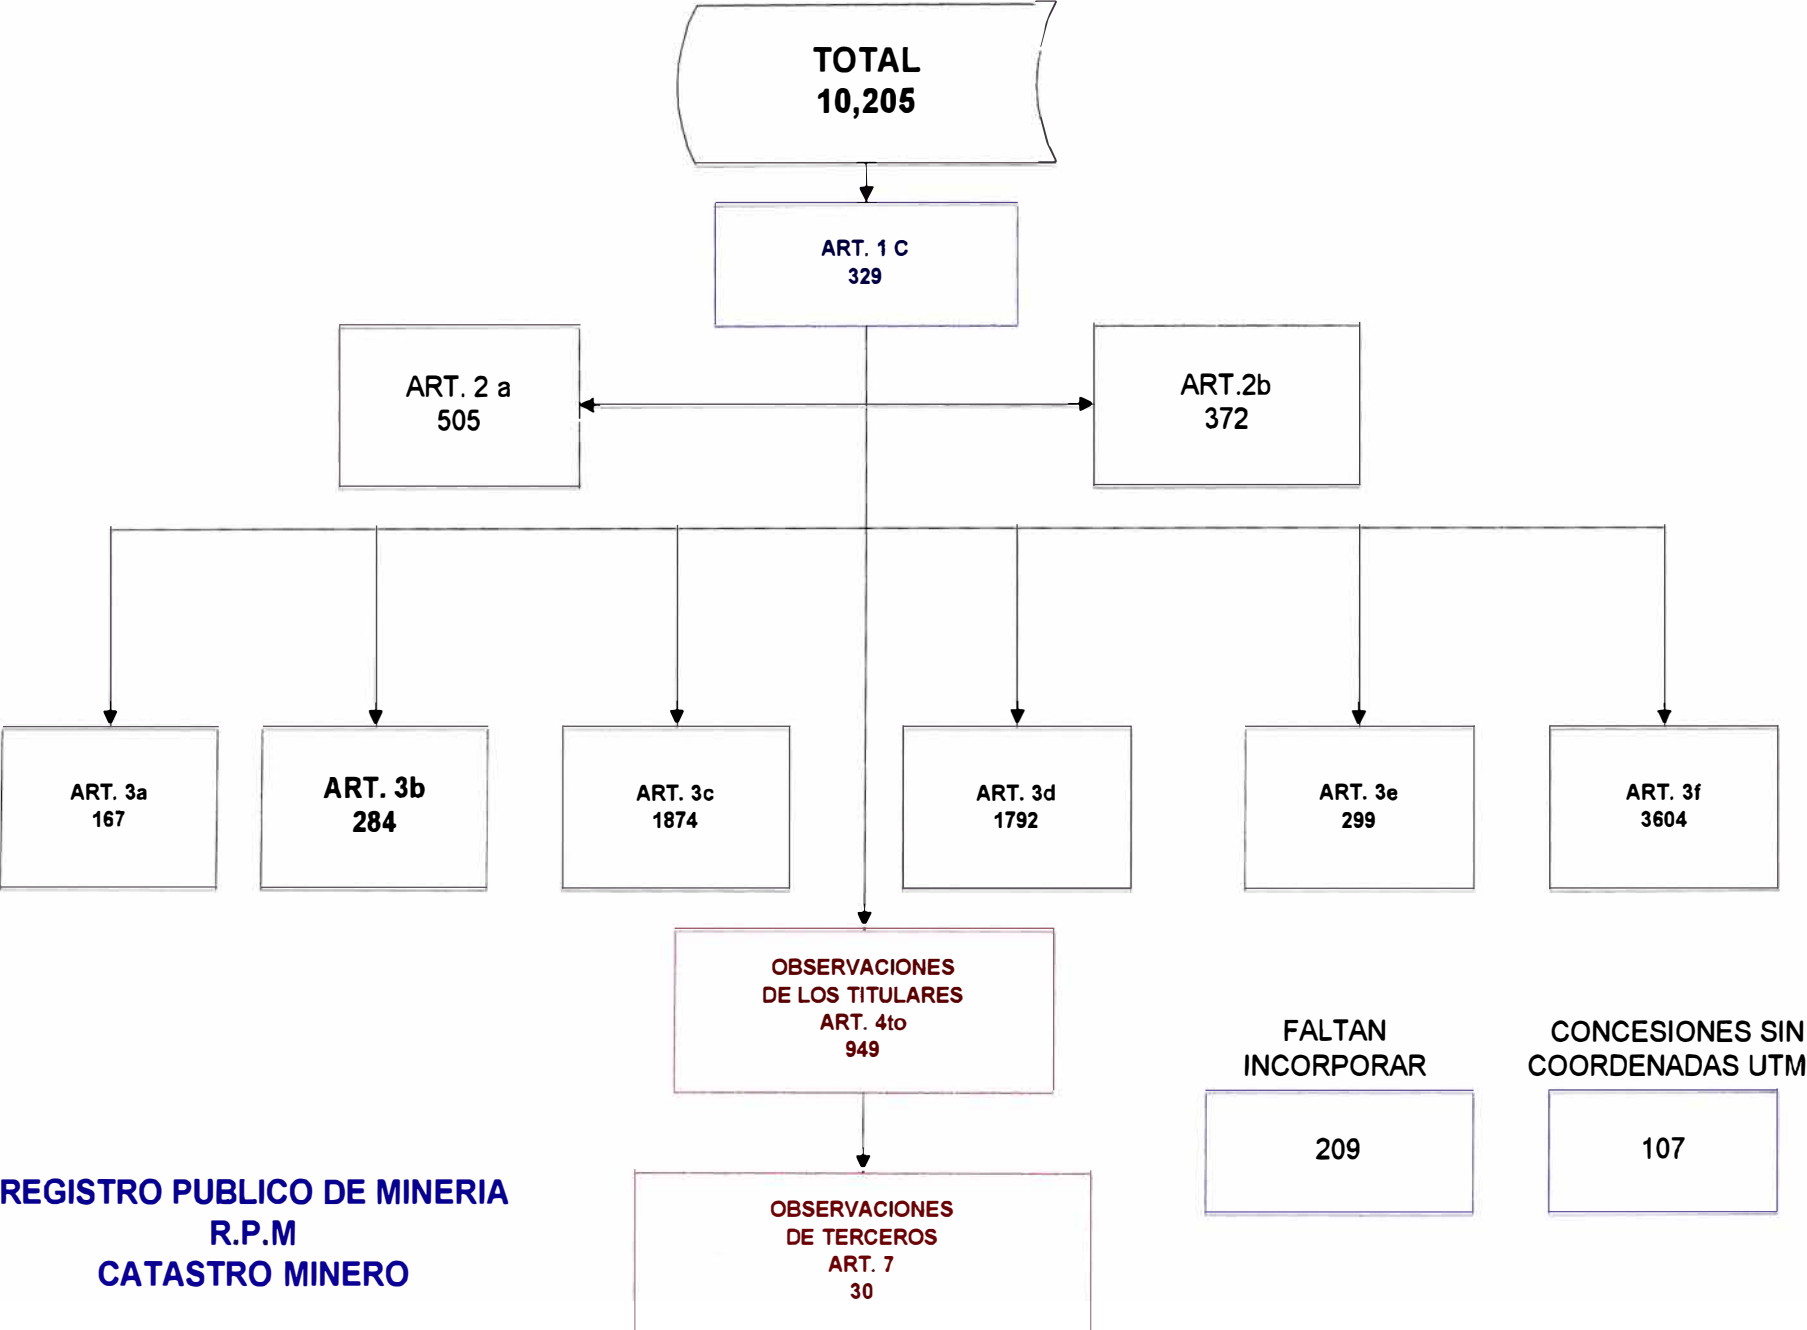 TOTAL
10,205
ART. 1 C
329
ART. 2 a
505
ART.2b
372
ART. 3a
167
ART. 3b
284
ART. 3c
1874
ART. 3d
1792
ART. 3e
299
ART. 3f
3604
OBSERVACIONES
DE LOS TITULARES
ART. 4to
949
FALTAN
INCORPORAR
209
CONCESIONES SIN
COORDENADAS UTM
107
REGISTRO PUBLICO DE MINERIA
R.P.M
CATASTRO MINERO
OBSERVACIONES
DE TERCEROS
ART. 7
30